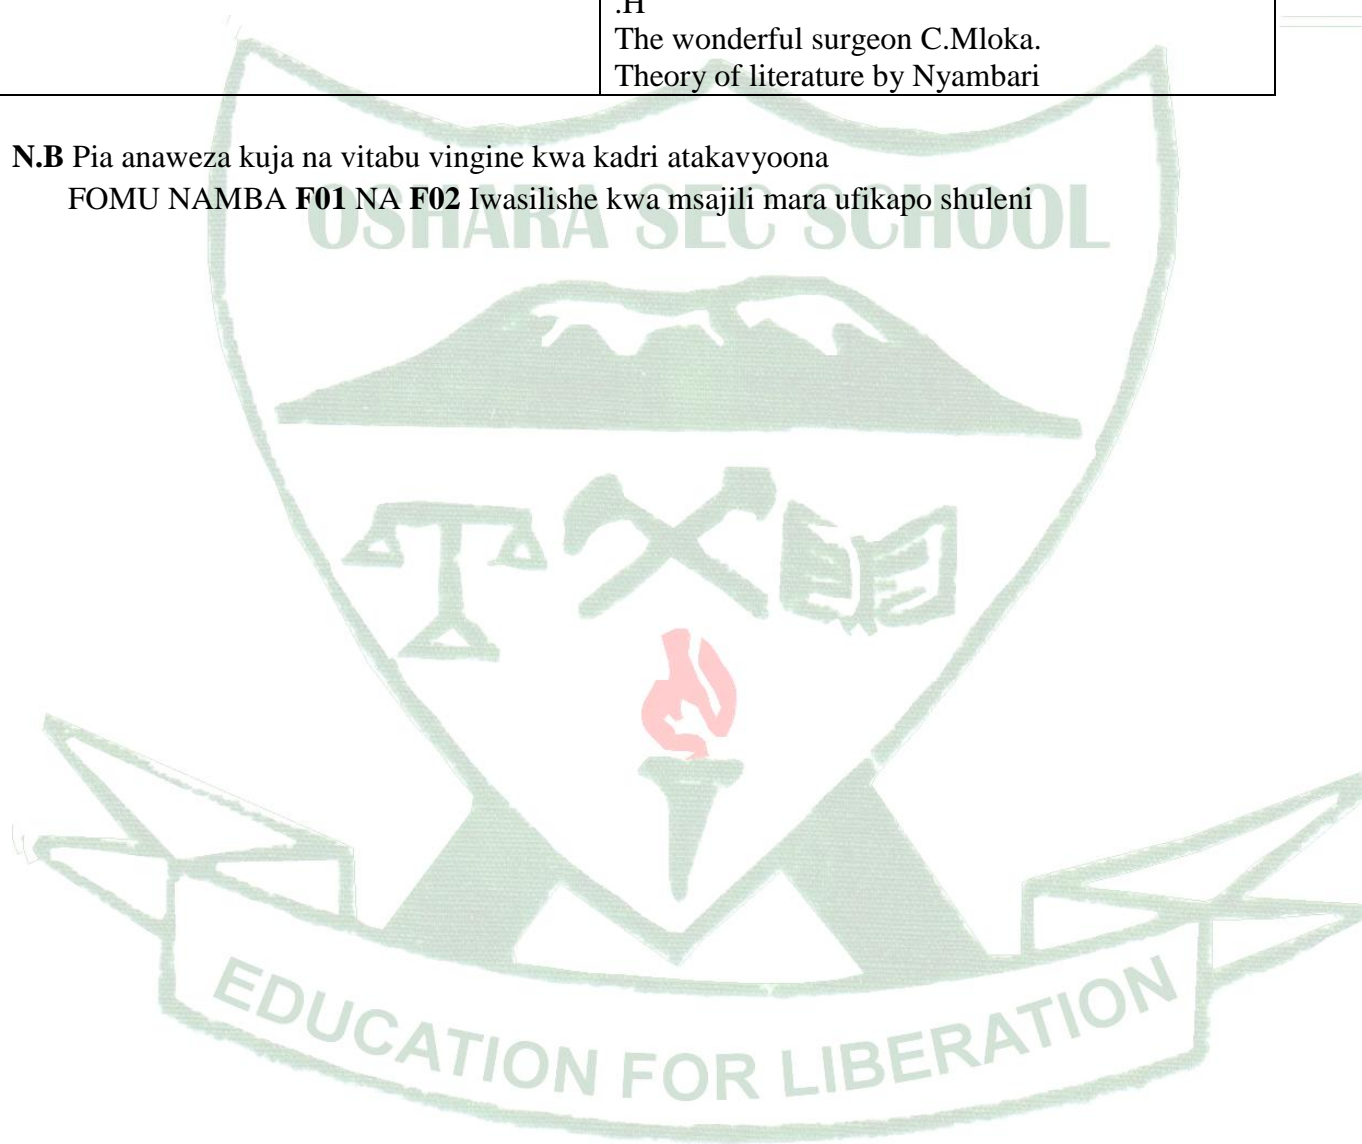 .H
The wonderful surgeon C.Mloka.
Theory of literature by Nyambari
N.B Pia anaweza kuja na vitabu vingine kwa kadri atakavyoona
FOMU NAMBA F01 NA F02 Iwasilishe kwa msajili mara ufikapo shuleni
OSHARA SEC SCHOOL
EDUCATION FOR LIBERATION